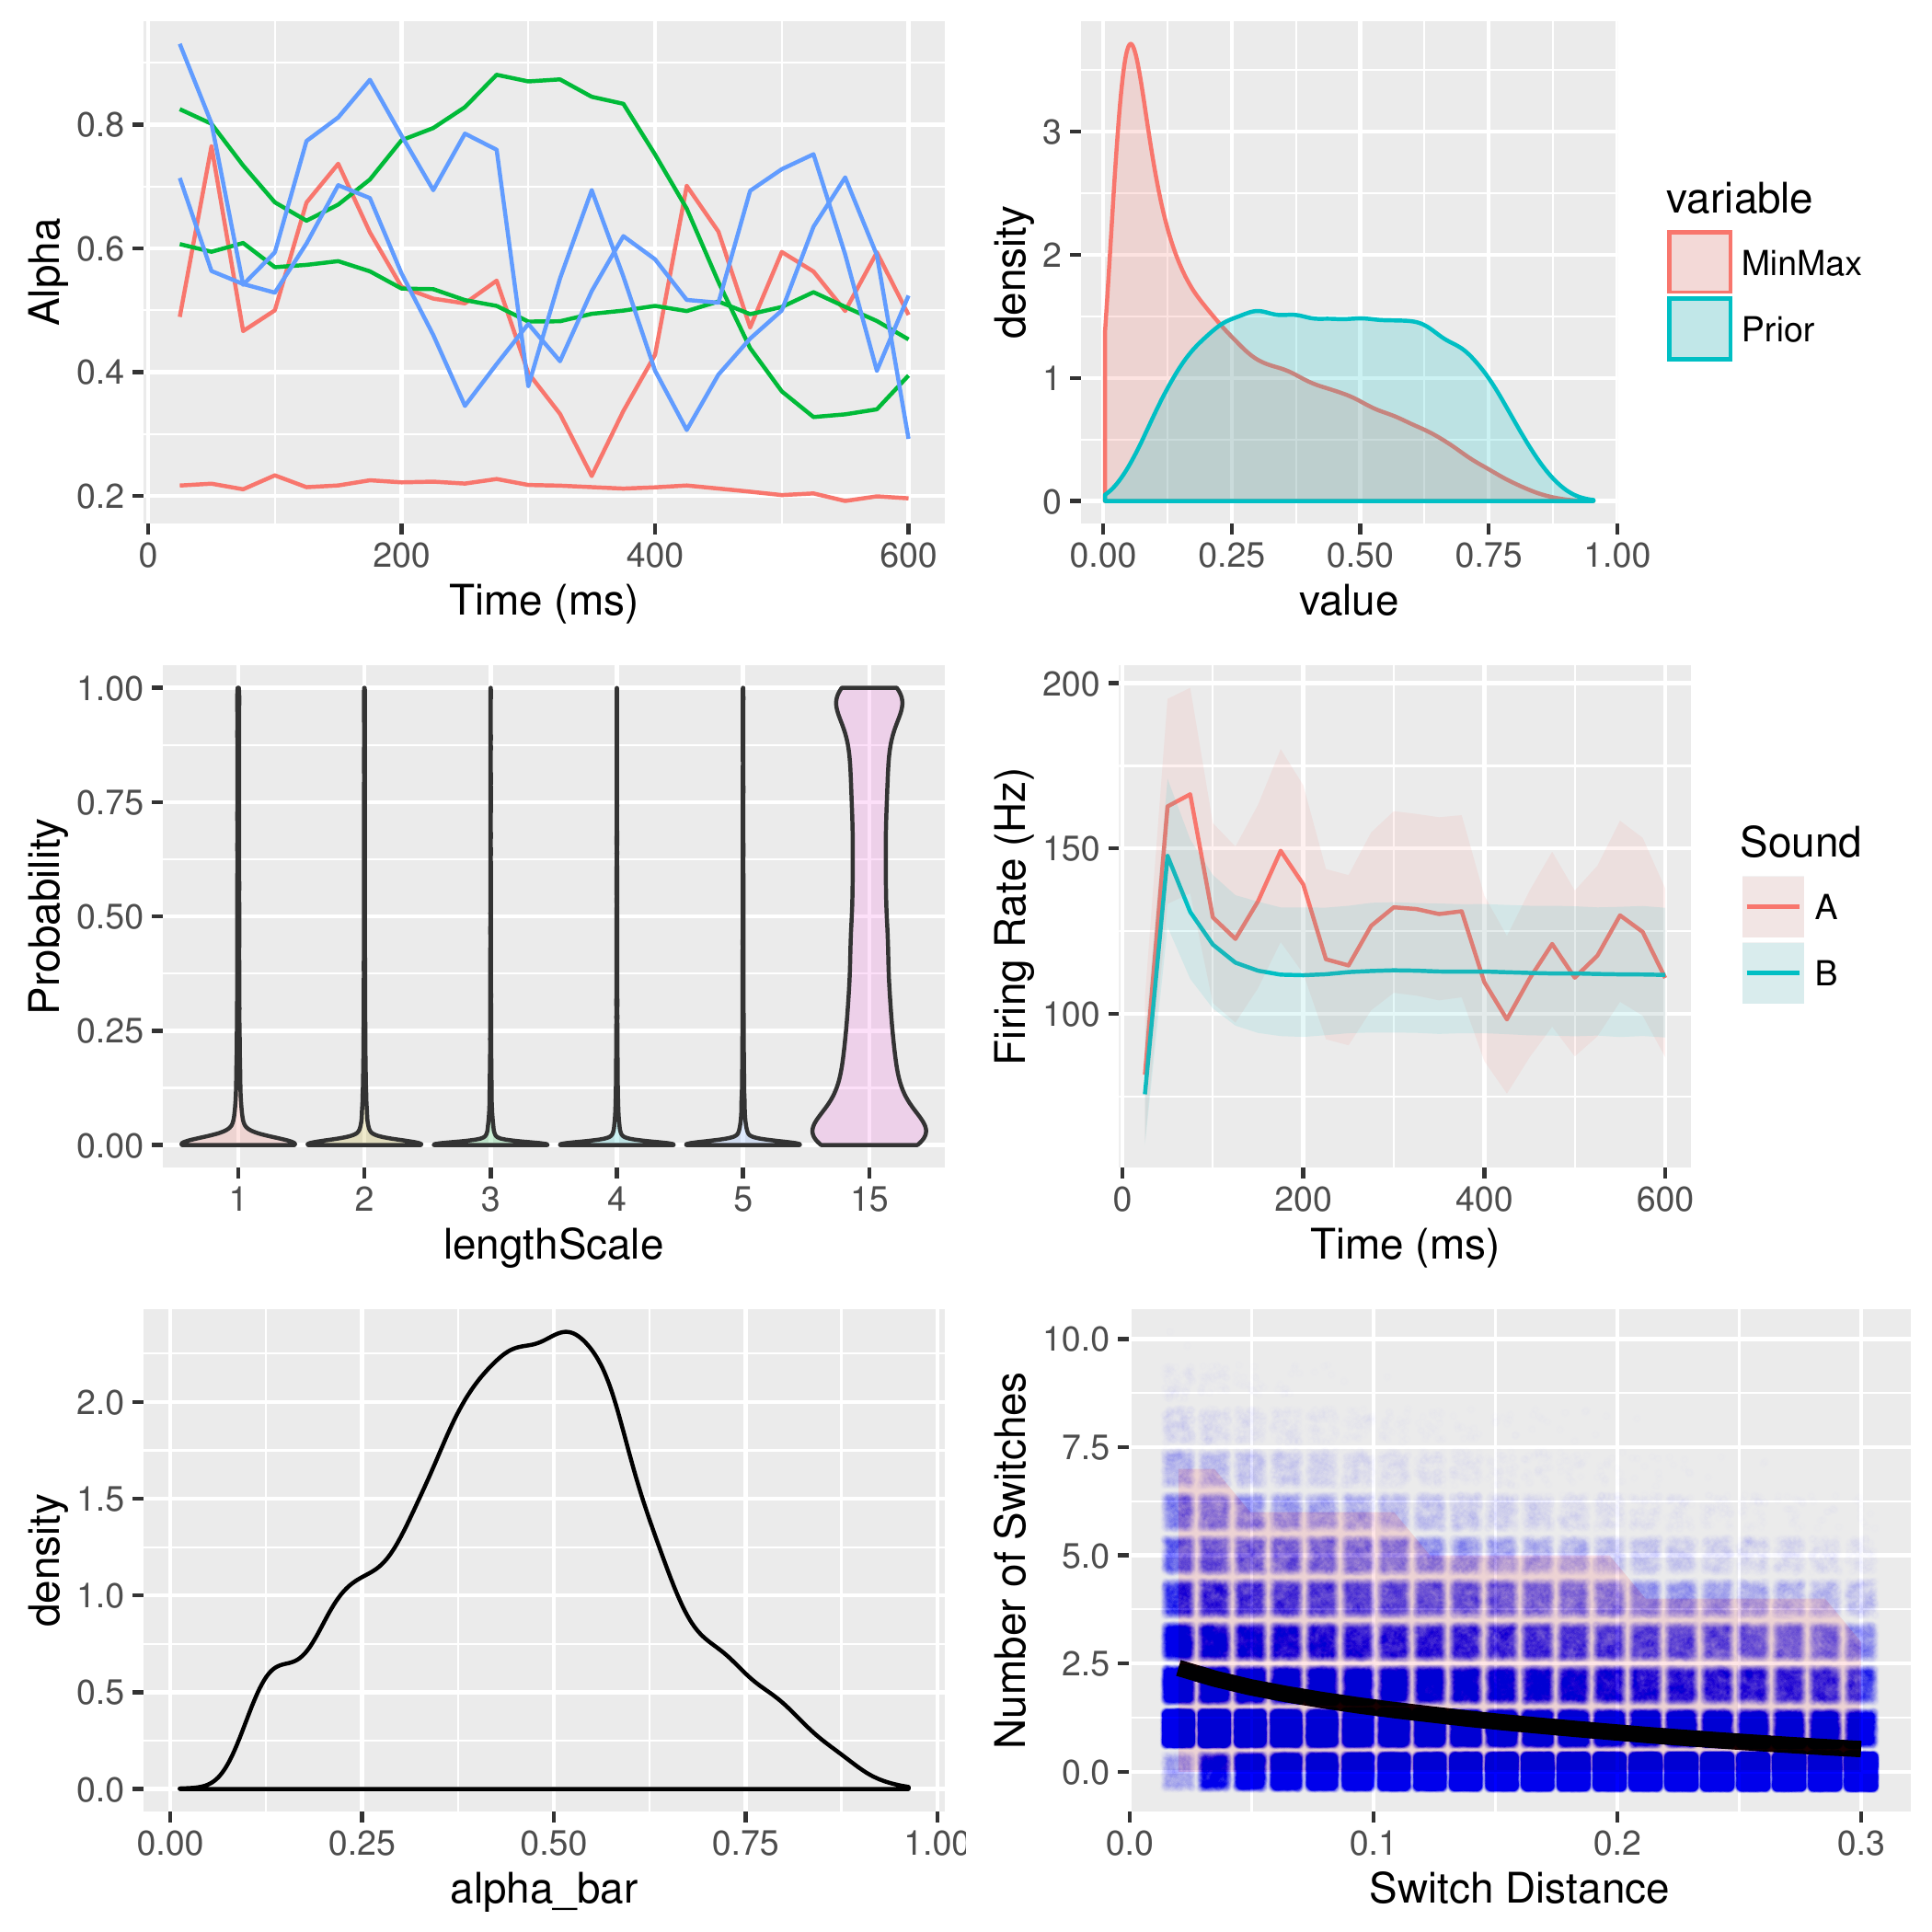 Alpha
0.8
0.6
0.4
0.2
0 200 400 600
Time (ms)
density
3
2
1
0
0.00 0.25 0.50 0.75 1.00
value
variable
MinMax
Prior
Probability
1.00
0.75
0.50
0.25
0.00
1 2 3 4 5 15
lengthScale
Firing Rate (Hz)
200
150
100
0 200 400 600
Time (ms)
Sound
A
B
density
2.0
1.5
1.0
0.5
0.0
0.00 0.25 0.50 0.75 1.00
alpha_bar
Number of Switches
10.0
7.5
5.0
2.5
0.0
0.0 0.1 0.2 0.3
Switch Distance